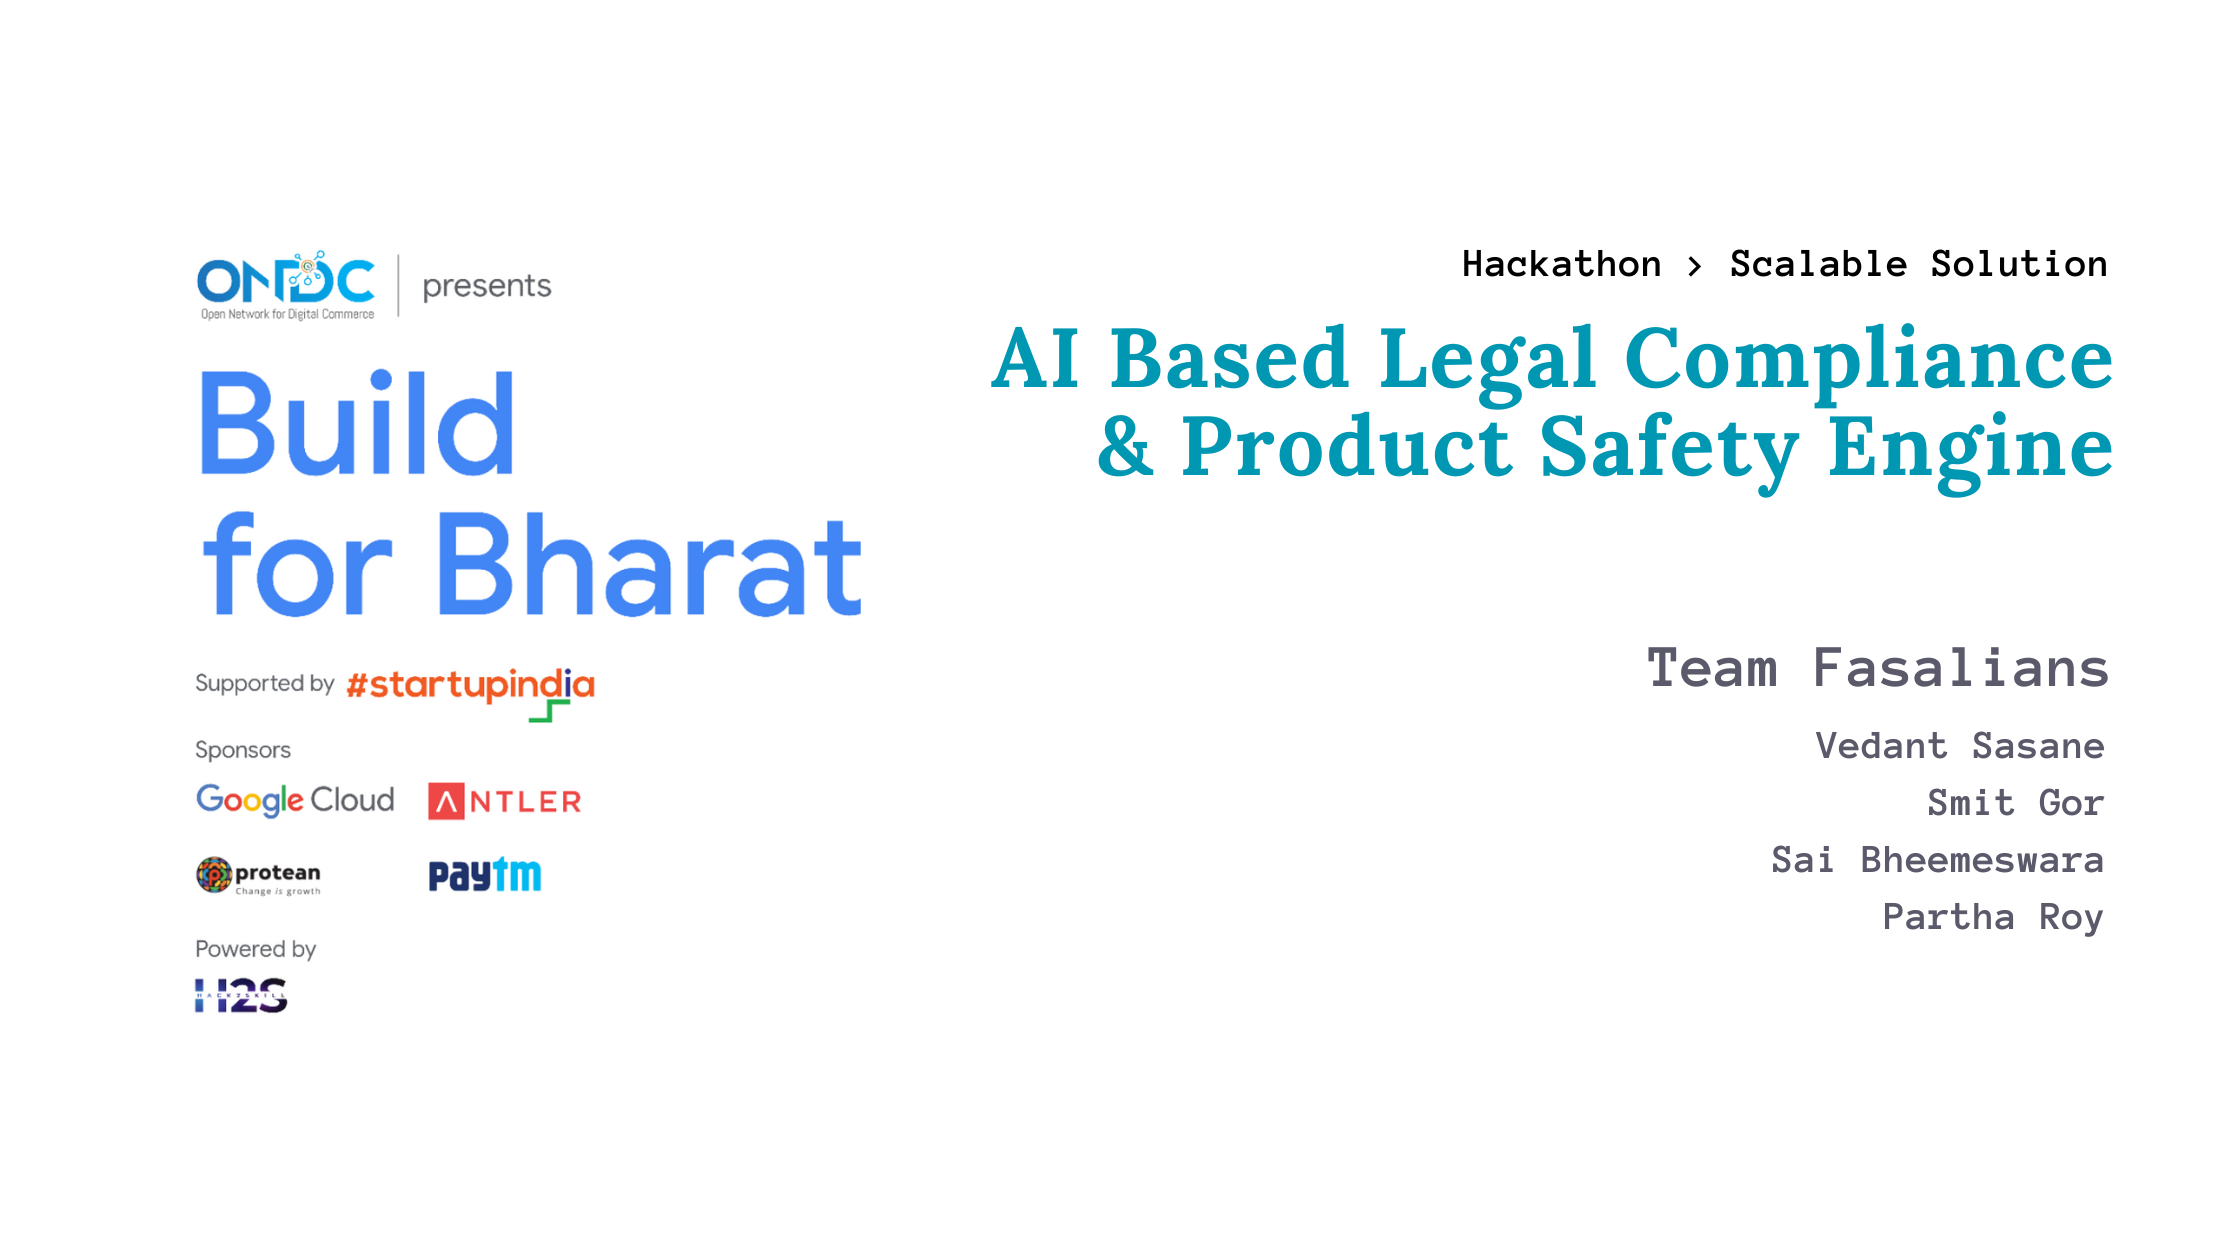 ONDC
Open Network for Digital Commerce
presents
Build
for Bharat
Supported by #startupindia
Sponsors
Google Cloud
ANTLER
protean
Change is growth
paytm
Powered by
H2S
HACK2SKILL
Hackathon > Scalable Solution
AI Based Legal Compliance
& Product Safety Engine
Team Fasalians
Vedant Sasane
Smit Gor
Sai Bheemeswara
Partha Roy